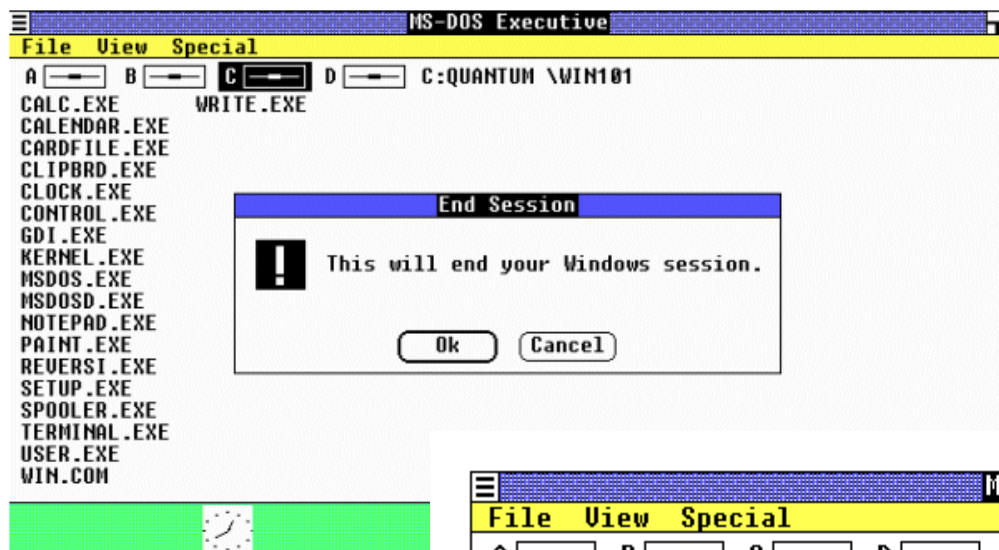 MS-DOS Executive
File View Special
A B C D C:QUANTUM \WIN101
CALC.EXE WRITE.EXE
CALENDAR.EXE
CARDFILE.EXE
CLIPBRD.EXE
CLOCK.EXE
CONTROL.EXE
GDI.EXE
KERNEL.EXE
MSDOS.EXE
MSDOSD.EXE
NOTEPAD.EXE
PAINT.EXE
REVERSI.EXE
SETUP.EXE
SPOOLER.EXE
TERMINAL.EXE
USER.EXE
WIN.COM
End Session
This will end your Windows session.
Ok Cancel
File View Special